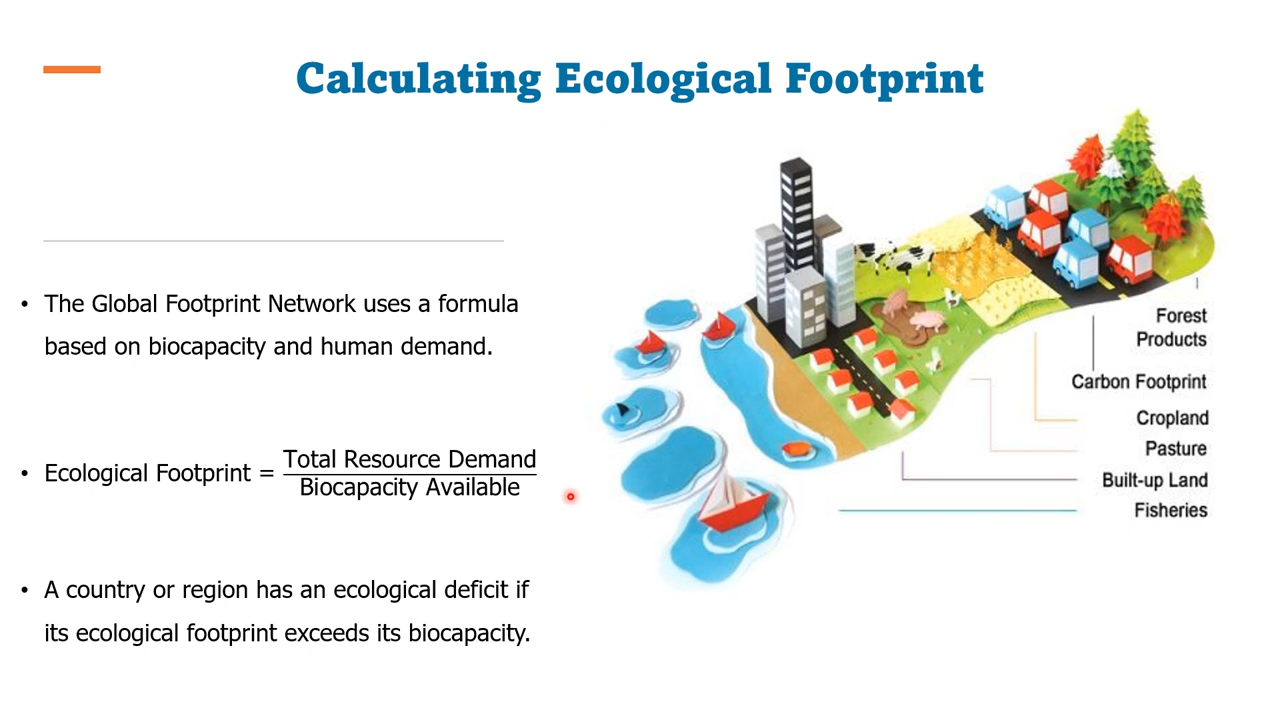 Calculating Ecological Footprint
• The Global Footprint Network uses a formula
based on biocapacity and human demand.
• Ecological Footprint = Total Resource Demand
Biocapacity Available
• A country or region has an ecological deficit if
its ecological footprint exceeds its biocapacity.
Forest
Products
Carbon Footprint
Cropland
Pasture
Built-up Land
Fisheries